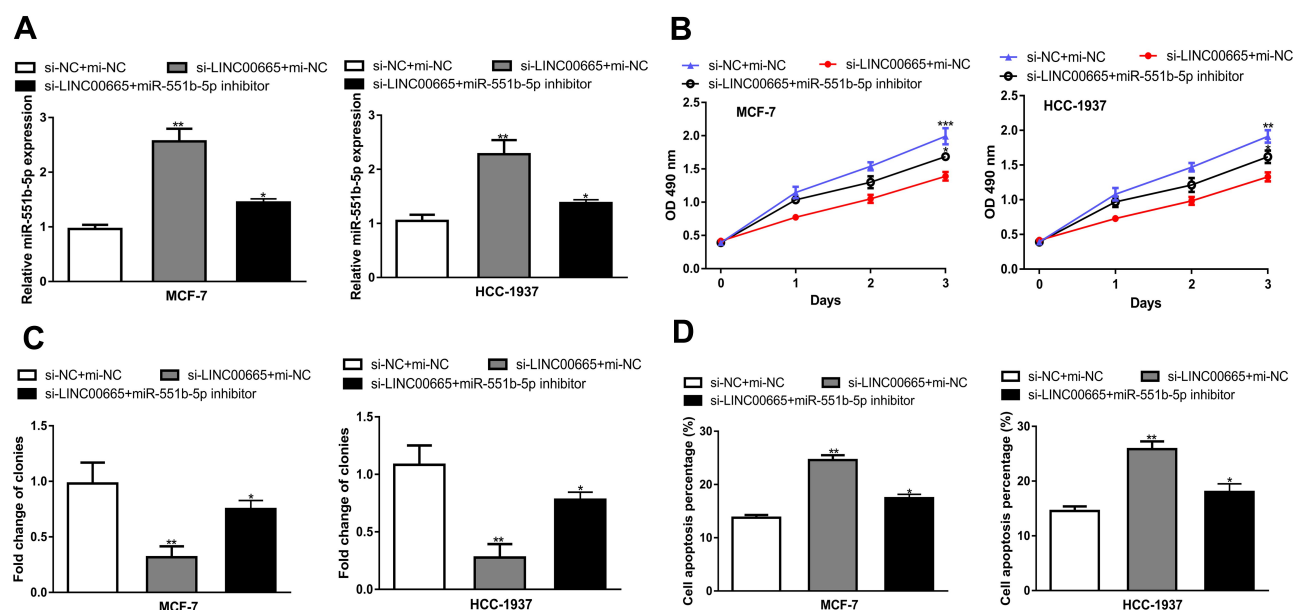 A
si-NC+mi-NC
si-LINC00665+mi-NC
si-LINC00665+miR-551b-5p inhibitor
Relative miR-551b-5p expression
3
2
1
0
**
*
MCF-7
si-NC+mi-NC
si-LINC00665+mi-NC
si-LINC00665+miR-551b-5p inhibitor
Relative miR-551b-5p expression
3
2
1
0
**
*
HCC-1937
B
si-NC+mi-NC
si-LINC00665+mi-NC
si-LINC00665+miR-551b-5p inhibitor
MCF-7
OD 490 nm
2.5
2.0
1.5
1.0
0.5
0.0
***
*
0 1 2 3
Days
si-NC+mi-NC
si-LINC00665+mi-NC
si-LINC00665+miR-551b-5p inhibitor
HCC-1937
OD 490 nm
2.5
2.0
1.5
1.0
0.5
0.0
**
*
0 1 2 3
Days
C
si-NC+mi-NC
si-LINC00665+mi-NC
si-LINC00665+miR-551b-5p inhibitor
Fold change of clonies
1.5
1.0
0.5
0.0
**
*
MCF-7
si-NC+mi-NC
si-LINC00665+mi-NC
si-LINC00665+miR-551b-5p inhibitor
Fold change of clonies
1.5
1.0
0.5
0.0
**
*
HCC-1937
D
si-NC+mi-NC
si-LINC00665+mi-NC
si-LINC00665+miR-551b-5p inhibitor
Cell apoptosis percentage (%)
30
20
10
0
**
*
MCF-7
si-NC+mi-NC
si-LINC00665+mi-NC
si-LINC00665+miR-551b-5p inhibitor
Cell apoptosis percentage (%)
30
20
10
0
**
*
HCC-1937